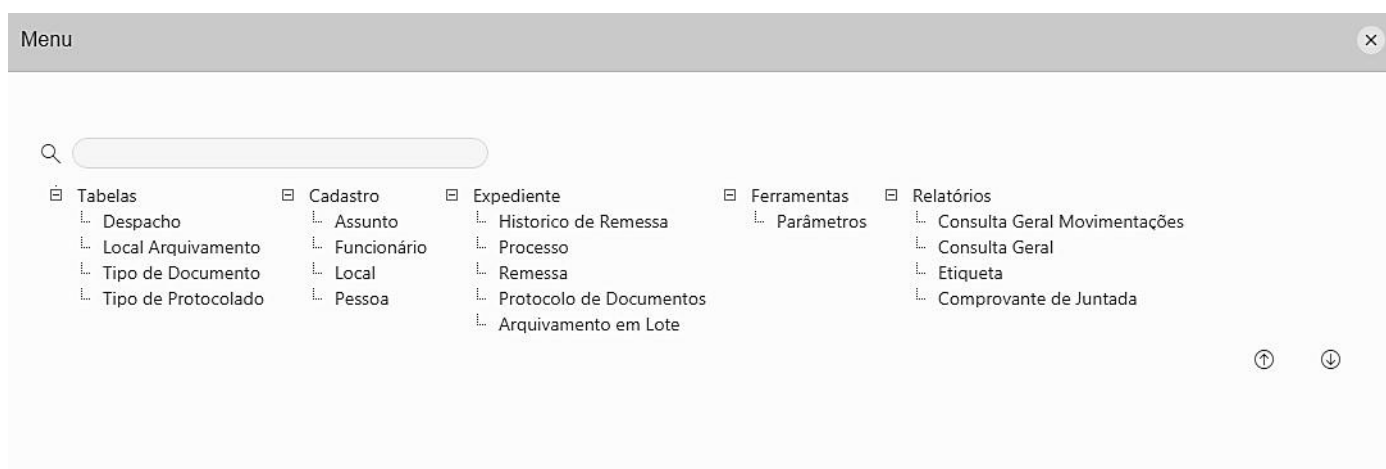 Menu
Tabelas
Despacho
Local Arquivamento
Tipo de Documento
Tipo de Protocolado
Cadastro
Assunto
Funcionário
Local
Pessoa
Expediente
Historico de Remessa
Processo
Remessa
Protocolo de Documentos
Arquivamento em Lote
Ferramentas
Parâmetros
Relatórios
Consulta Geral Movimentações
Consulta Geral
Etiqueta
Comprovante de Juntada